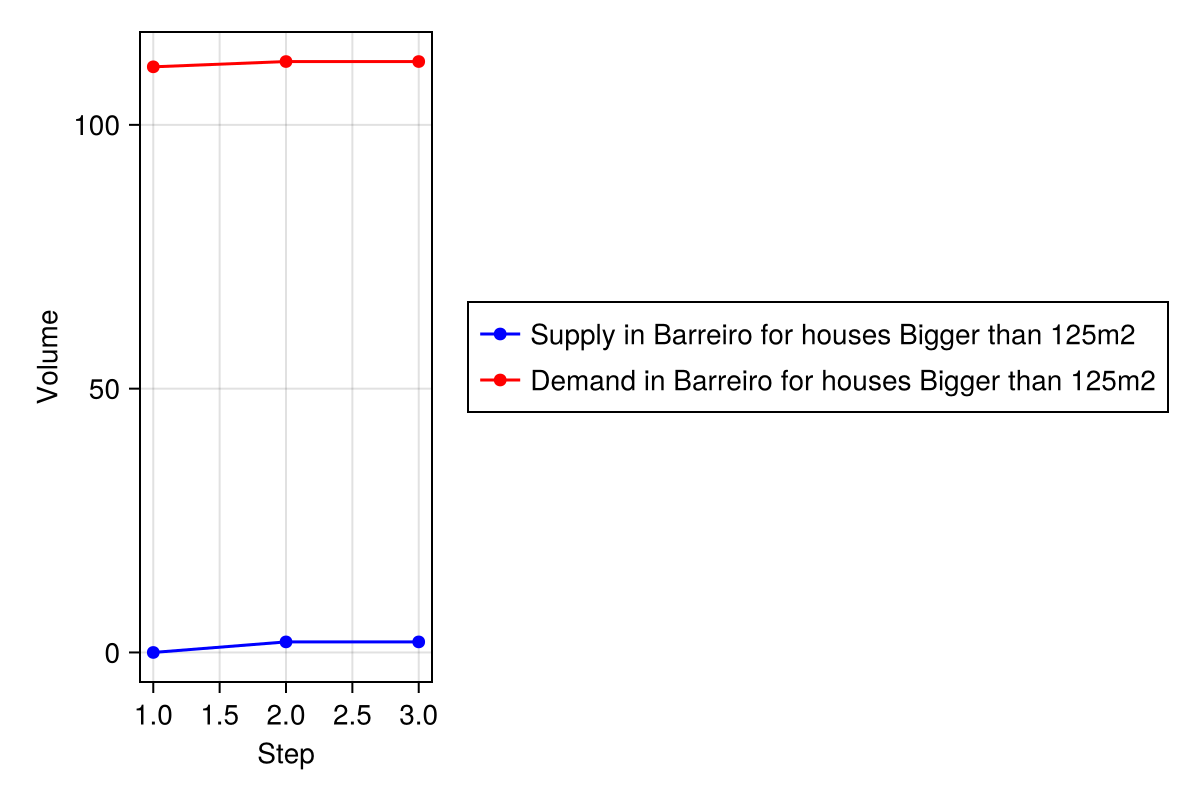 100
50
0
Volume
1.0 1.5 2.0 2.5 3.0
Step
Supply in Barreiro for houses Bigger than 125m2
Demand in Barreiro for houses Bigger than 125m2